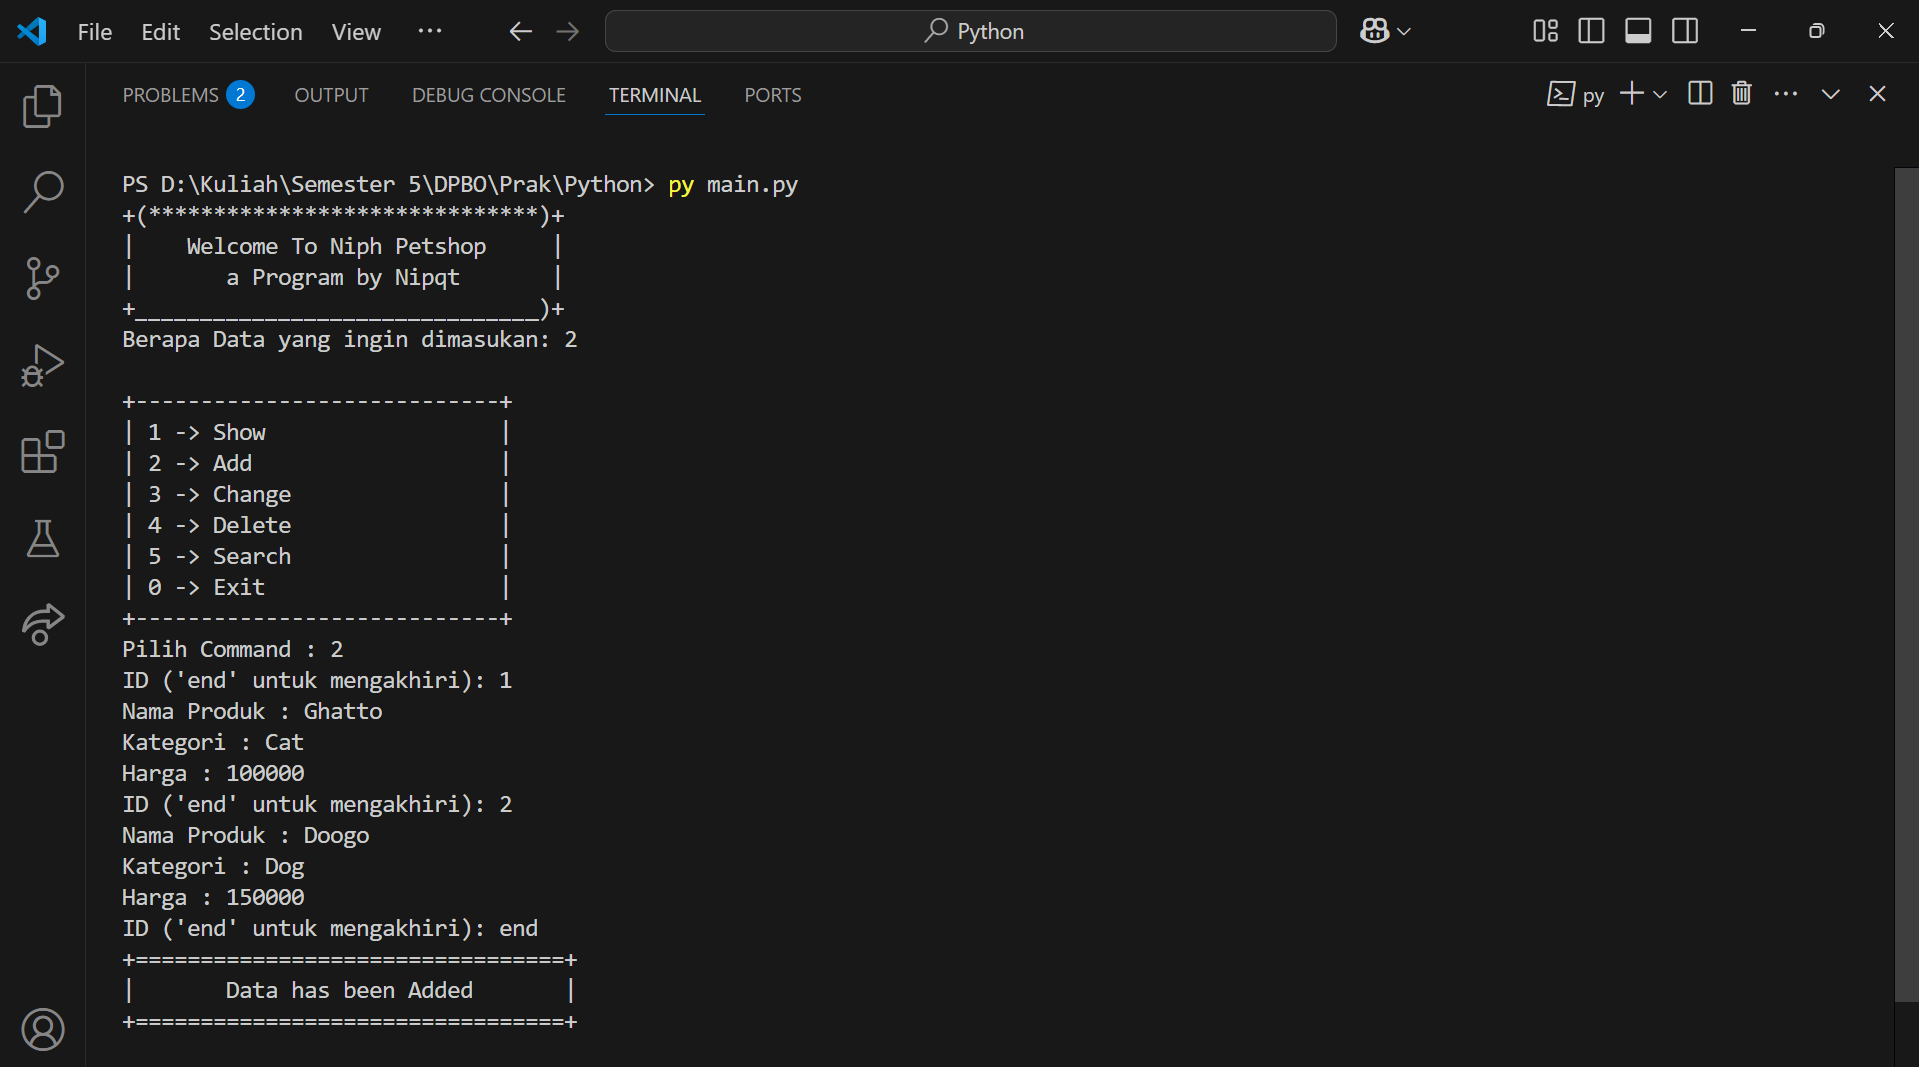 File Edit Selection View ··· Python
PROBLEMS 2 OUTPUT DEBUG CONSOLE TERMINAL PORTS py
PS D:\Kuliah\Semester 5\DPBO\Prak\Python> py main.py
+(******************************)+
|    Welcome To Niph Petshop     |
|       a Program by Nipqt       |
+_______________________________)+
Berapa Data yang ingin dimasukan: 2
+----------------------------+
| 1 -> Show                  |
| 2 -> Add                   |
| 3 -> Change                |
| 4 -> Delete                |
| 5 -> Search                |
| 0 -> Exit                  |
+----------------------------+
Pilih Command : 2
ID ('end' untuk mengakhiri): 1
Nama Produk : Ghatto
Kategori : Cat
Harga : 100000
ID ('end' untuk mengakhiri): 2
Nama Produk : Doogo
Kategori : Dog
Harga : 150000
ID ('end' untuk mengakhiri): end
+=================================+
|       Data has been Added       |
+=================================+